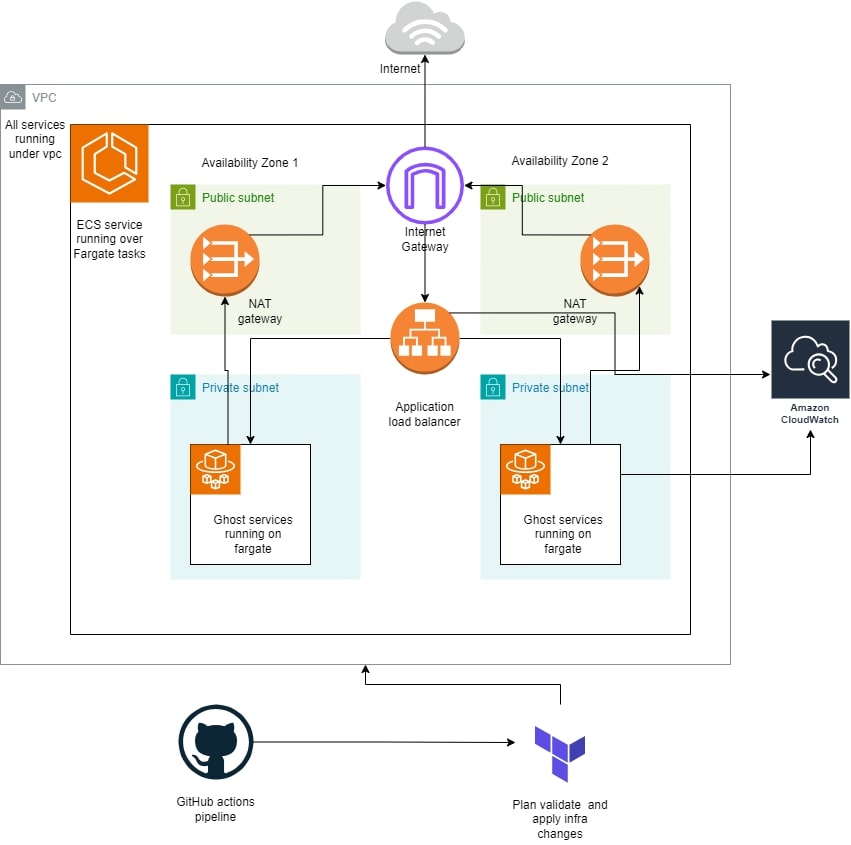 Internet
VPC
All services
running
under vpc
Availability Zone 1
Availability Zone 2
Public subnet
Public subnet
ECS service
running over
Fargate tasks
Internet
Gateway
NAT
gateway
NAT
gateway
Private subnet
Private subnet
Application
load balancer
Amazon
CloudWatch
Ghost services
running on
fargate
Ghost services
running on
fargate
GitHub actions
pipeline
Plan validate  and
apply infra
changes